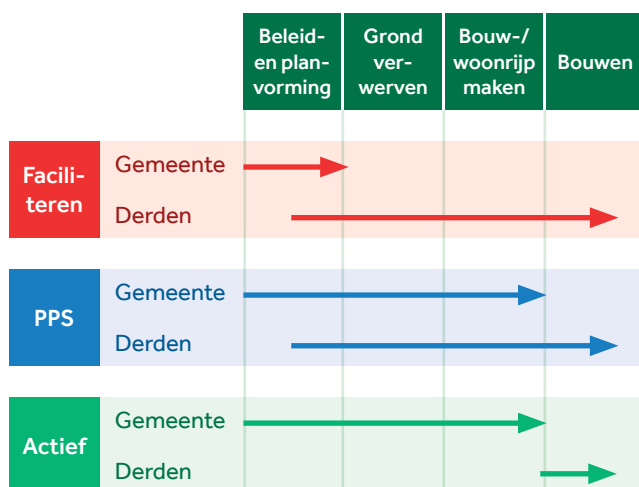 Beleid-
en plan-
vorming
Grond
ver-
werven
Bouw-/
woonrijp
maken
Bouwen
Facili-
teren
Gemeente
Derden
PPS
Gemeente
Derden
Actief
Gemeente
Derden